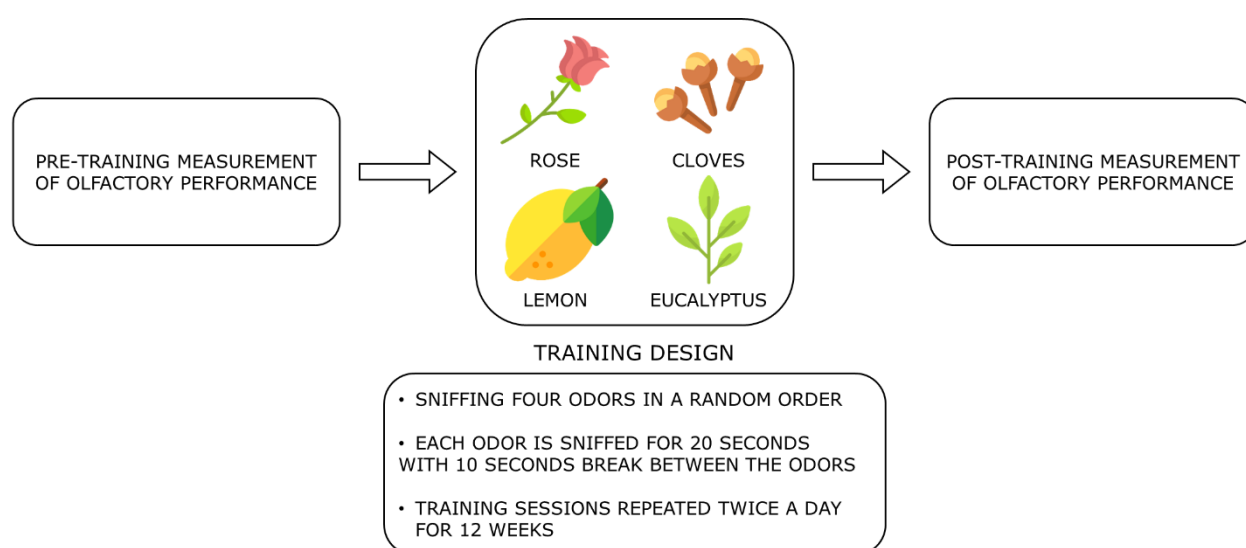 PRE-TRAINING MEASUREMENT
OF OLFACTORY PERFORMANCE
ROSE
CLOVES
LEMON
EUCALYPTUS
POST-TRAINING MEASUREMENT
OF OLFACTORY PERFORMANCE
TRAINING DESIGN
• SNIFFING FOUR ODORS IN A RANDOM ORDER
• EACH ODOR IS SNIFFED FOR 20 SECONDS
WITH 10 SECONDS BREAK BETWEEN THE ODORS
• TRAINING SESSIONS REPEATED TWICE A DAY
FOR 12 WEEKS